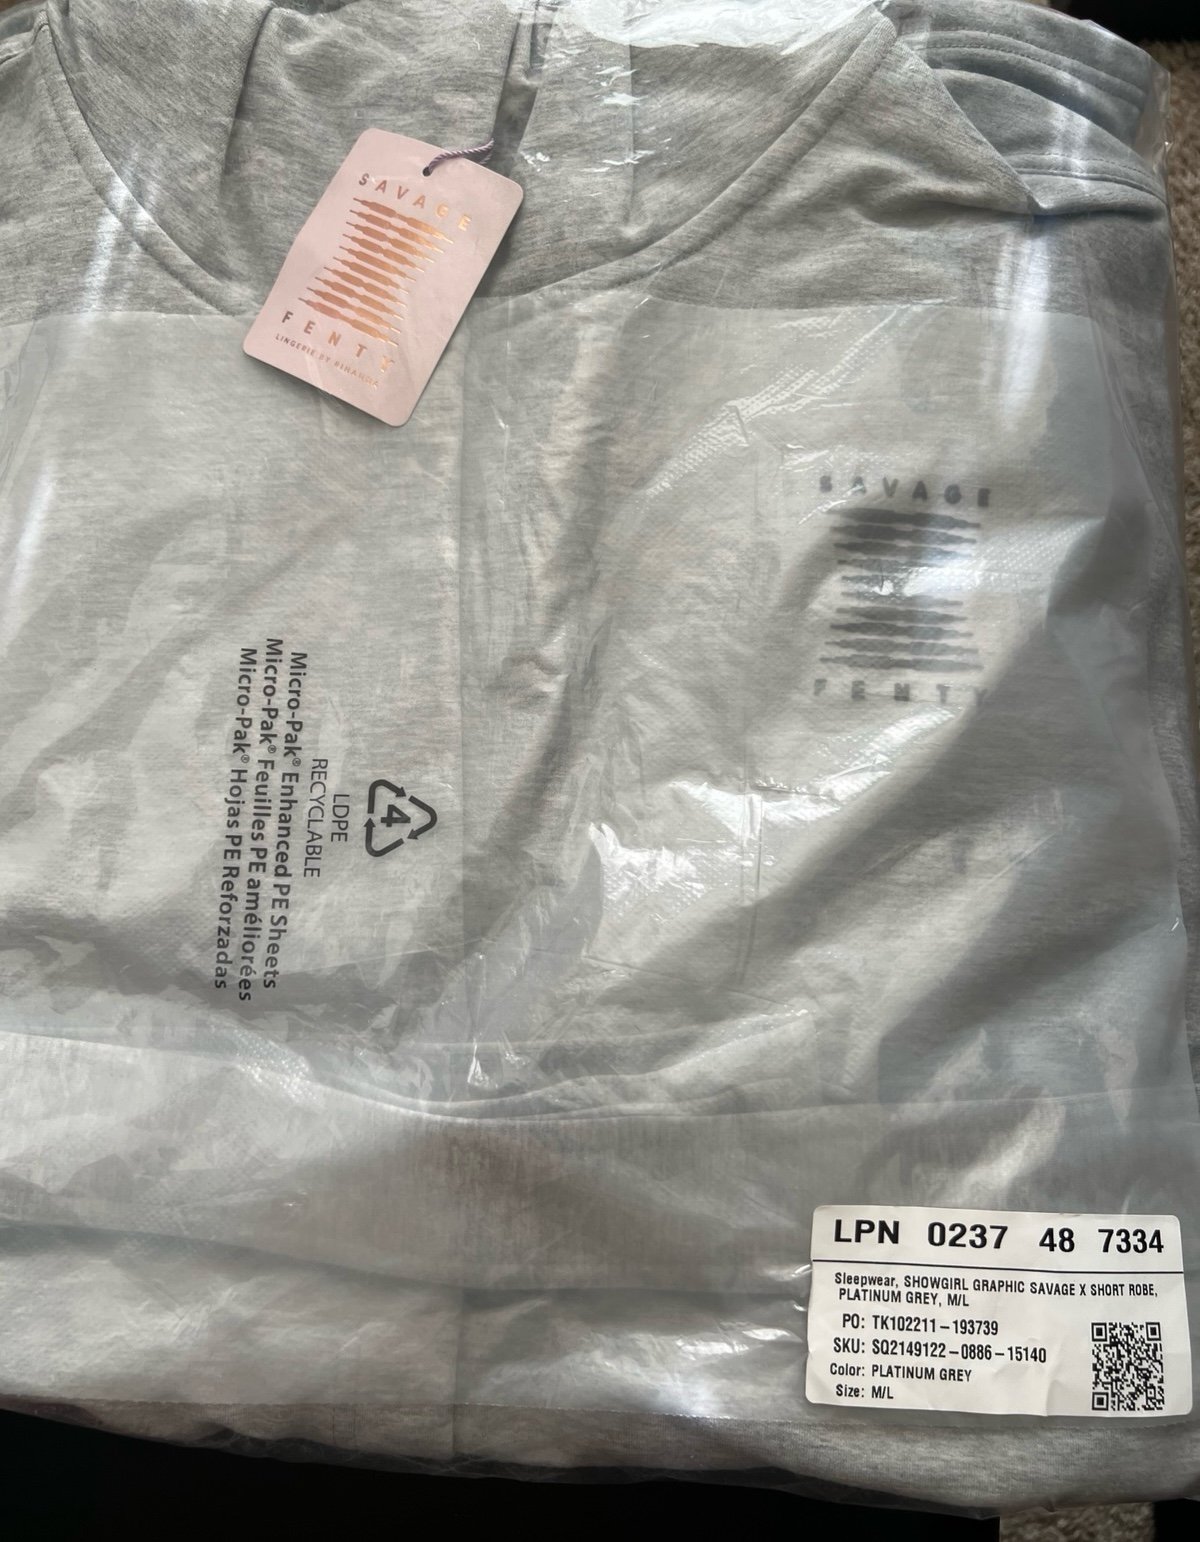 SAVAGE
FENTY
LINGERIE BY RIHANNA
SAVAGE
FENTY
4
LDPE
RECYCLABLE
Micro-Pak® Enhanced PE Sheets
Micro-Pak® Feuilles PE améliorées
Micro-Pak® Hojas PE Reforzadas
LPN 0237 48 7334
Sleepwear, SHOWGIRL GRAPHIC SAVAGE X SHORT ROBE,
PLATINUM GREY, M/L
PO: TK102211-193739
SKU: SQ2149122-0886-15140
Color: PLATINUM GREY
Size: M/L